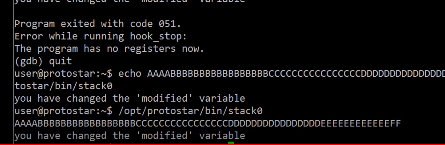 you have changed the 'modified' variable
Program exited with code 051.
Error while running hook_stop:
The program has no registers now.
(gdb) quit
user@protostar:~$ echo AAAABBBBBBBBBBBBBBBBBCCCCCCCCCCCCCCCCDDDDDDDDDDDDDDD
tostar/bin/stack0
you have changed the 'modified' variable
user@protostar:~$ /opt/protostar/bin/stack0
AAAABBBBBBBBBBBBBBBBBCCCCCCCCCCCCCCCCDDDDDDDDDDDDDDDDEEEEEEEEEEEEFF
you have changed the 'modified' variable